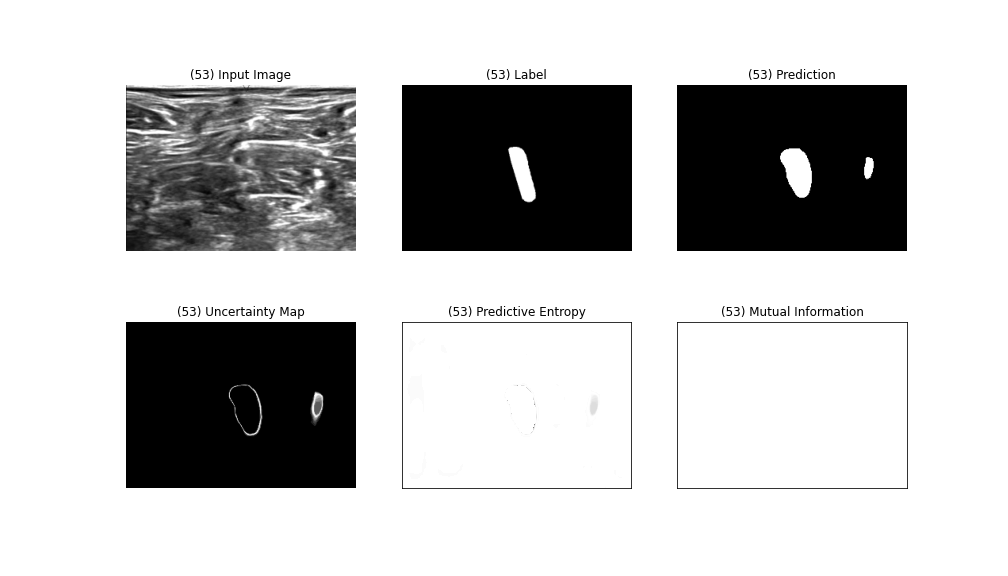 (53) Input Image
(53) Label
(53) Prediction
(53) Uncertainty Map
(53) Predictive Entropy
(53) Mutual Information